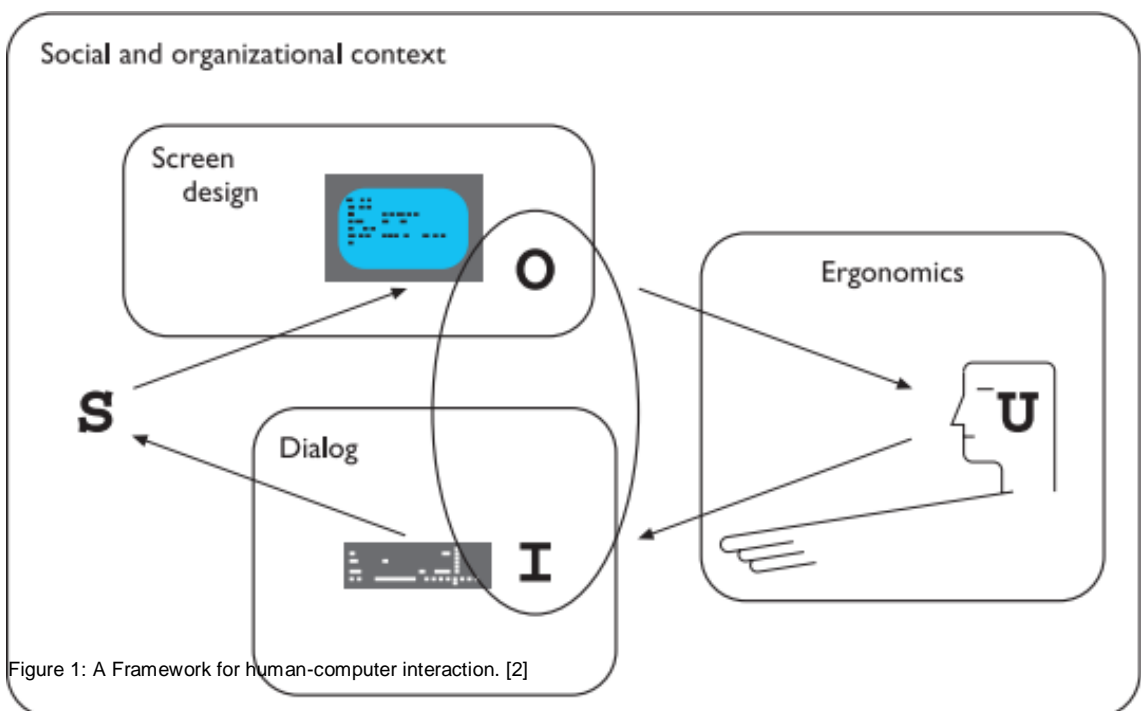 Social and organizational context
Screen
design
O
Ergonomics
S
U
Dialog
I
Figure 1: A Framework for human-computer interaction. [2]